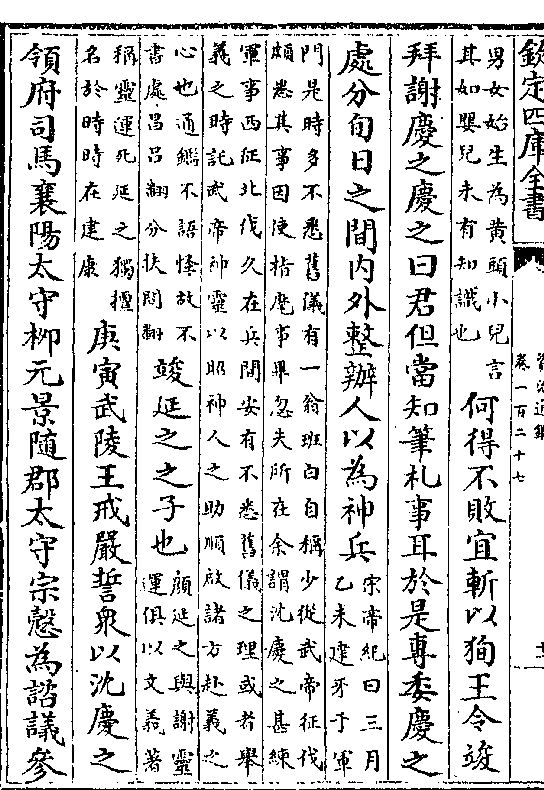 欽定四庫全書
資治通鑑
卷一百二十七
男女始生為黄頭小兒言
其如嬰兒未有知識也
何得不敗宜斬以狥王令竣
拜謝慶之慶之曰君但當知筆札事耳於是專委慶之
處分旬日之間内外整辦人以為神兵
宋帝紀曰三月
乙未建牙于軍
門是時多不悉舊儀有一翁班白自稱少從武帝征伐
頗悉其事因使指麾事畢忽失所在余謂沈慶之甚練
軍事西征北伐久在兵間安有不悉舊儀之理或者舉
義之時託武帝神靈以昭神人之助順啟諸方赴義之
心也通鑑不語怪故不
書處昌呂翻分扶問翻
竣延之之子也
顔延之與謝靈
運俱以文義著
稱靈運死延之獨擅
名於時時在建康
庚寅武陵王戒嚴誓衆以沈慶之
領府司馬襄陽太守柳元景隨郡太守宗慤為諮議參